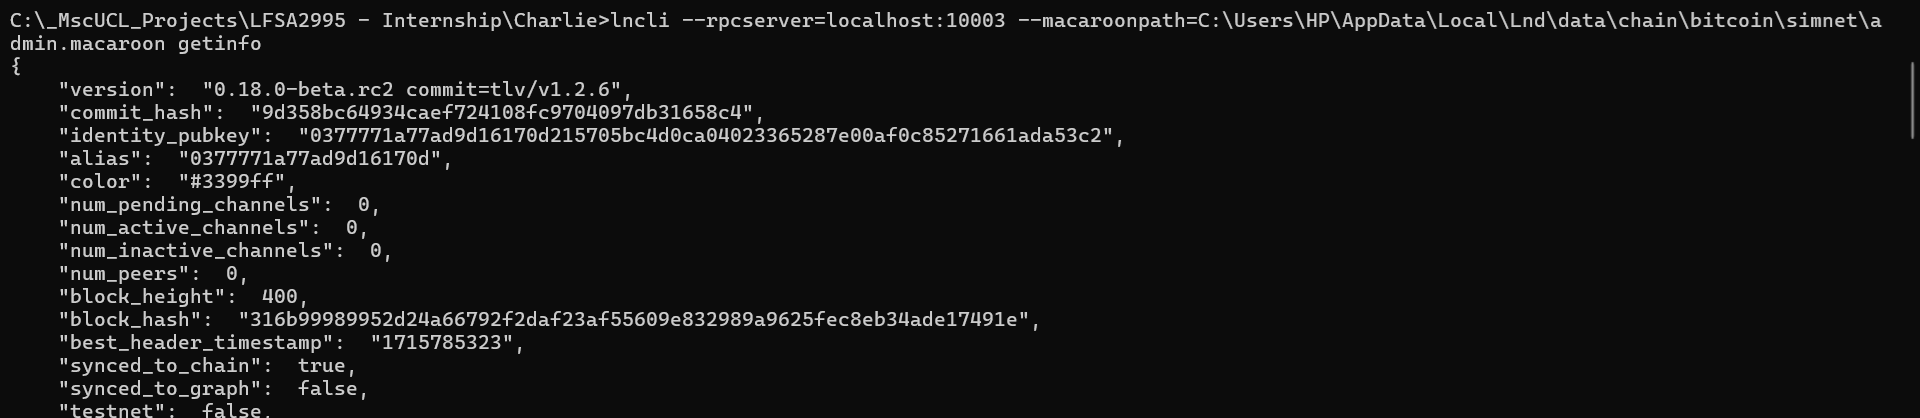 C:\_MscUCL_Projects\LFSA2995 - Internship\Charlie>lncli --rpcserver=localhost:10003 --macaroonpath=C:\Users\HP\AppData\Local\Lnd\data\chain\bitcoin\simnet\a
dmin.macaroon getinfo
{
    "version":  "0.18.0-beta.rc2 commit=tlv/v1.2.6",
    "commit_hash":  "9d358bc64934caef724108fc9704097db31658c4",
    "identity_pubkey":  "0377771a77ad9d16170d215705bc4d0ca04023365287e00af0c85271661ada53c2",
    "alias":  "0377771a77ad9d16170d",
    "color":  "#3399ff",
    "num_pending_channels":  0,
    "num_active_channels":  0,
    "num_inactive_channels":  0,
    "num_peers":  0,
    "block_height":  400,
    "block_hash":  "316b99989952d24a66792f2daf23af55609e832989a9625fec8eb34ade17491e",
    "best_header_timestamp":  "1715785323",
    "synced_to_chain":  true,
    "synced_to_graph":  false,
    "testnet":  false,